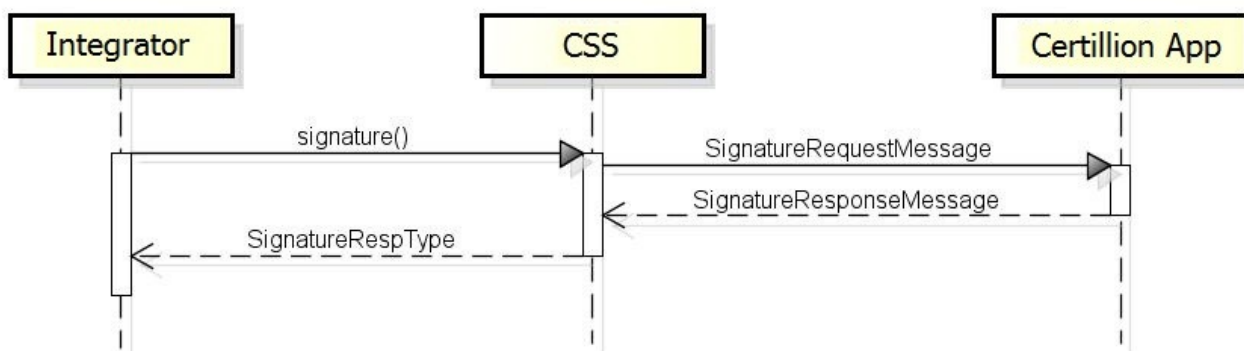 Integrator
CSS
Certillion App
signature()
SignatureRequestMessage
SignatureResponseMessage
SignatureRespType